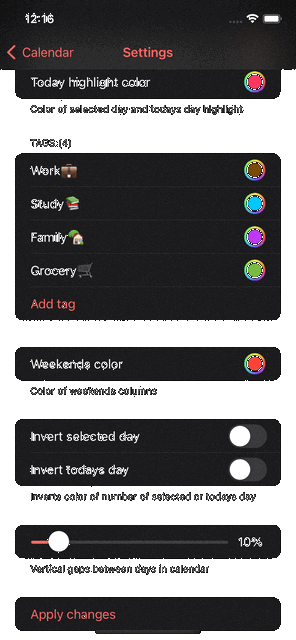 12:16
Calendar
Settings
Today highlight color
Color of selected day and todays day highlight
TAGS:(4)
Work💼
Study📚
Family🏡
Grocery🛒
Add tag
Weekends color
Color of weekends columns
Invert selected day
Invert todays day
Inverts color of number of selected or todays day
10%
Vertical gaps between days in calendar
Apply changes